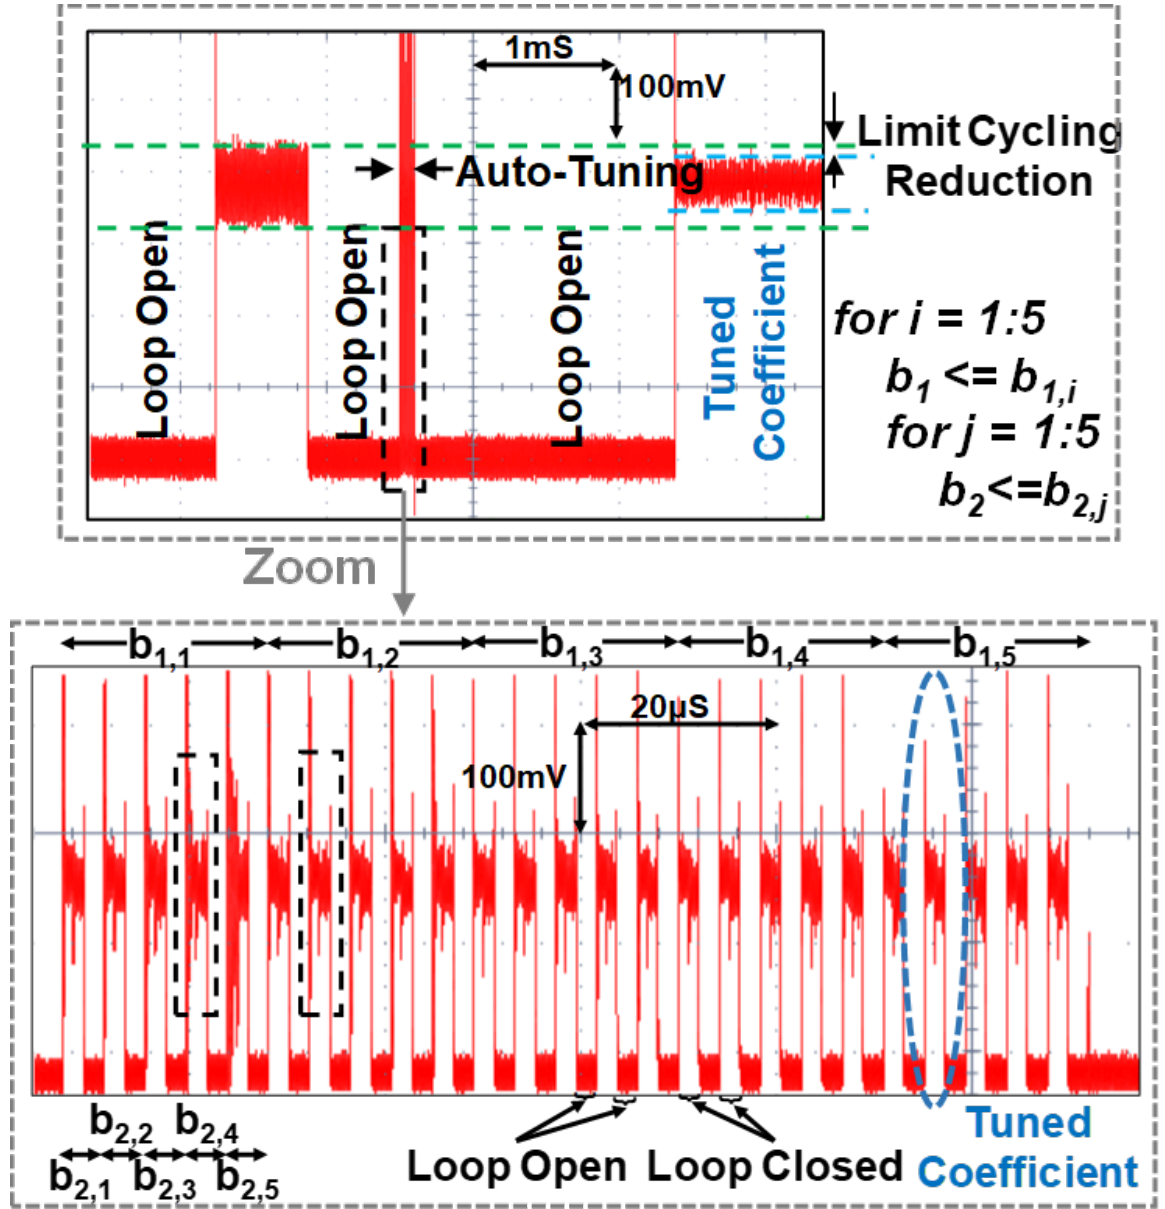 1mS
100mV
Limit Cycling
Reduction
Auto-Tuning
Loop Open
Loop Open
Loop Open
Tuned
Coefficient
for i = 1:5
b1 <= b1,i
for j = 1:5
b2<=b2,j
Zoom
b1,1
b1,2
b1,3
b1,4
b1,5
20µS
100mV
b2,2
b2,4
b2,1
b2,3
b2,5
Loop Open
Loop Closed
Tuned
Coefficient